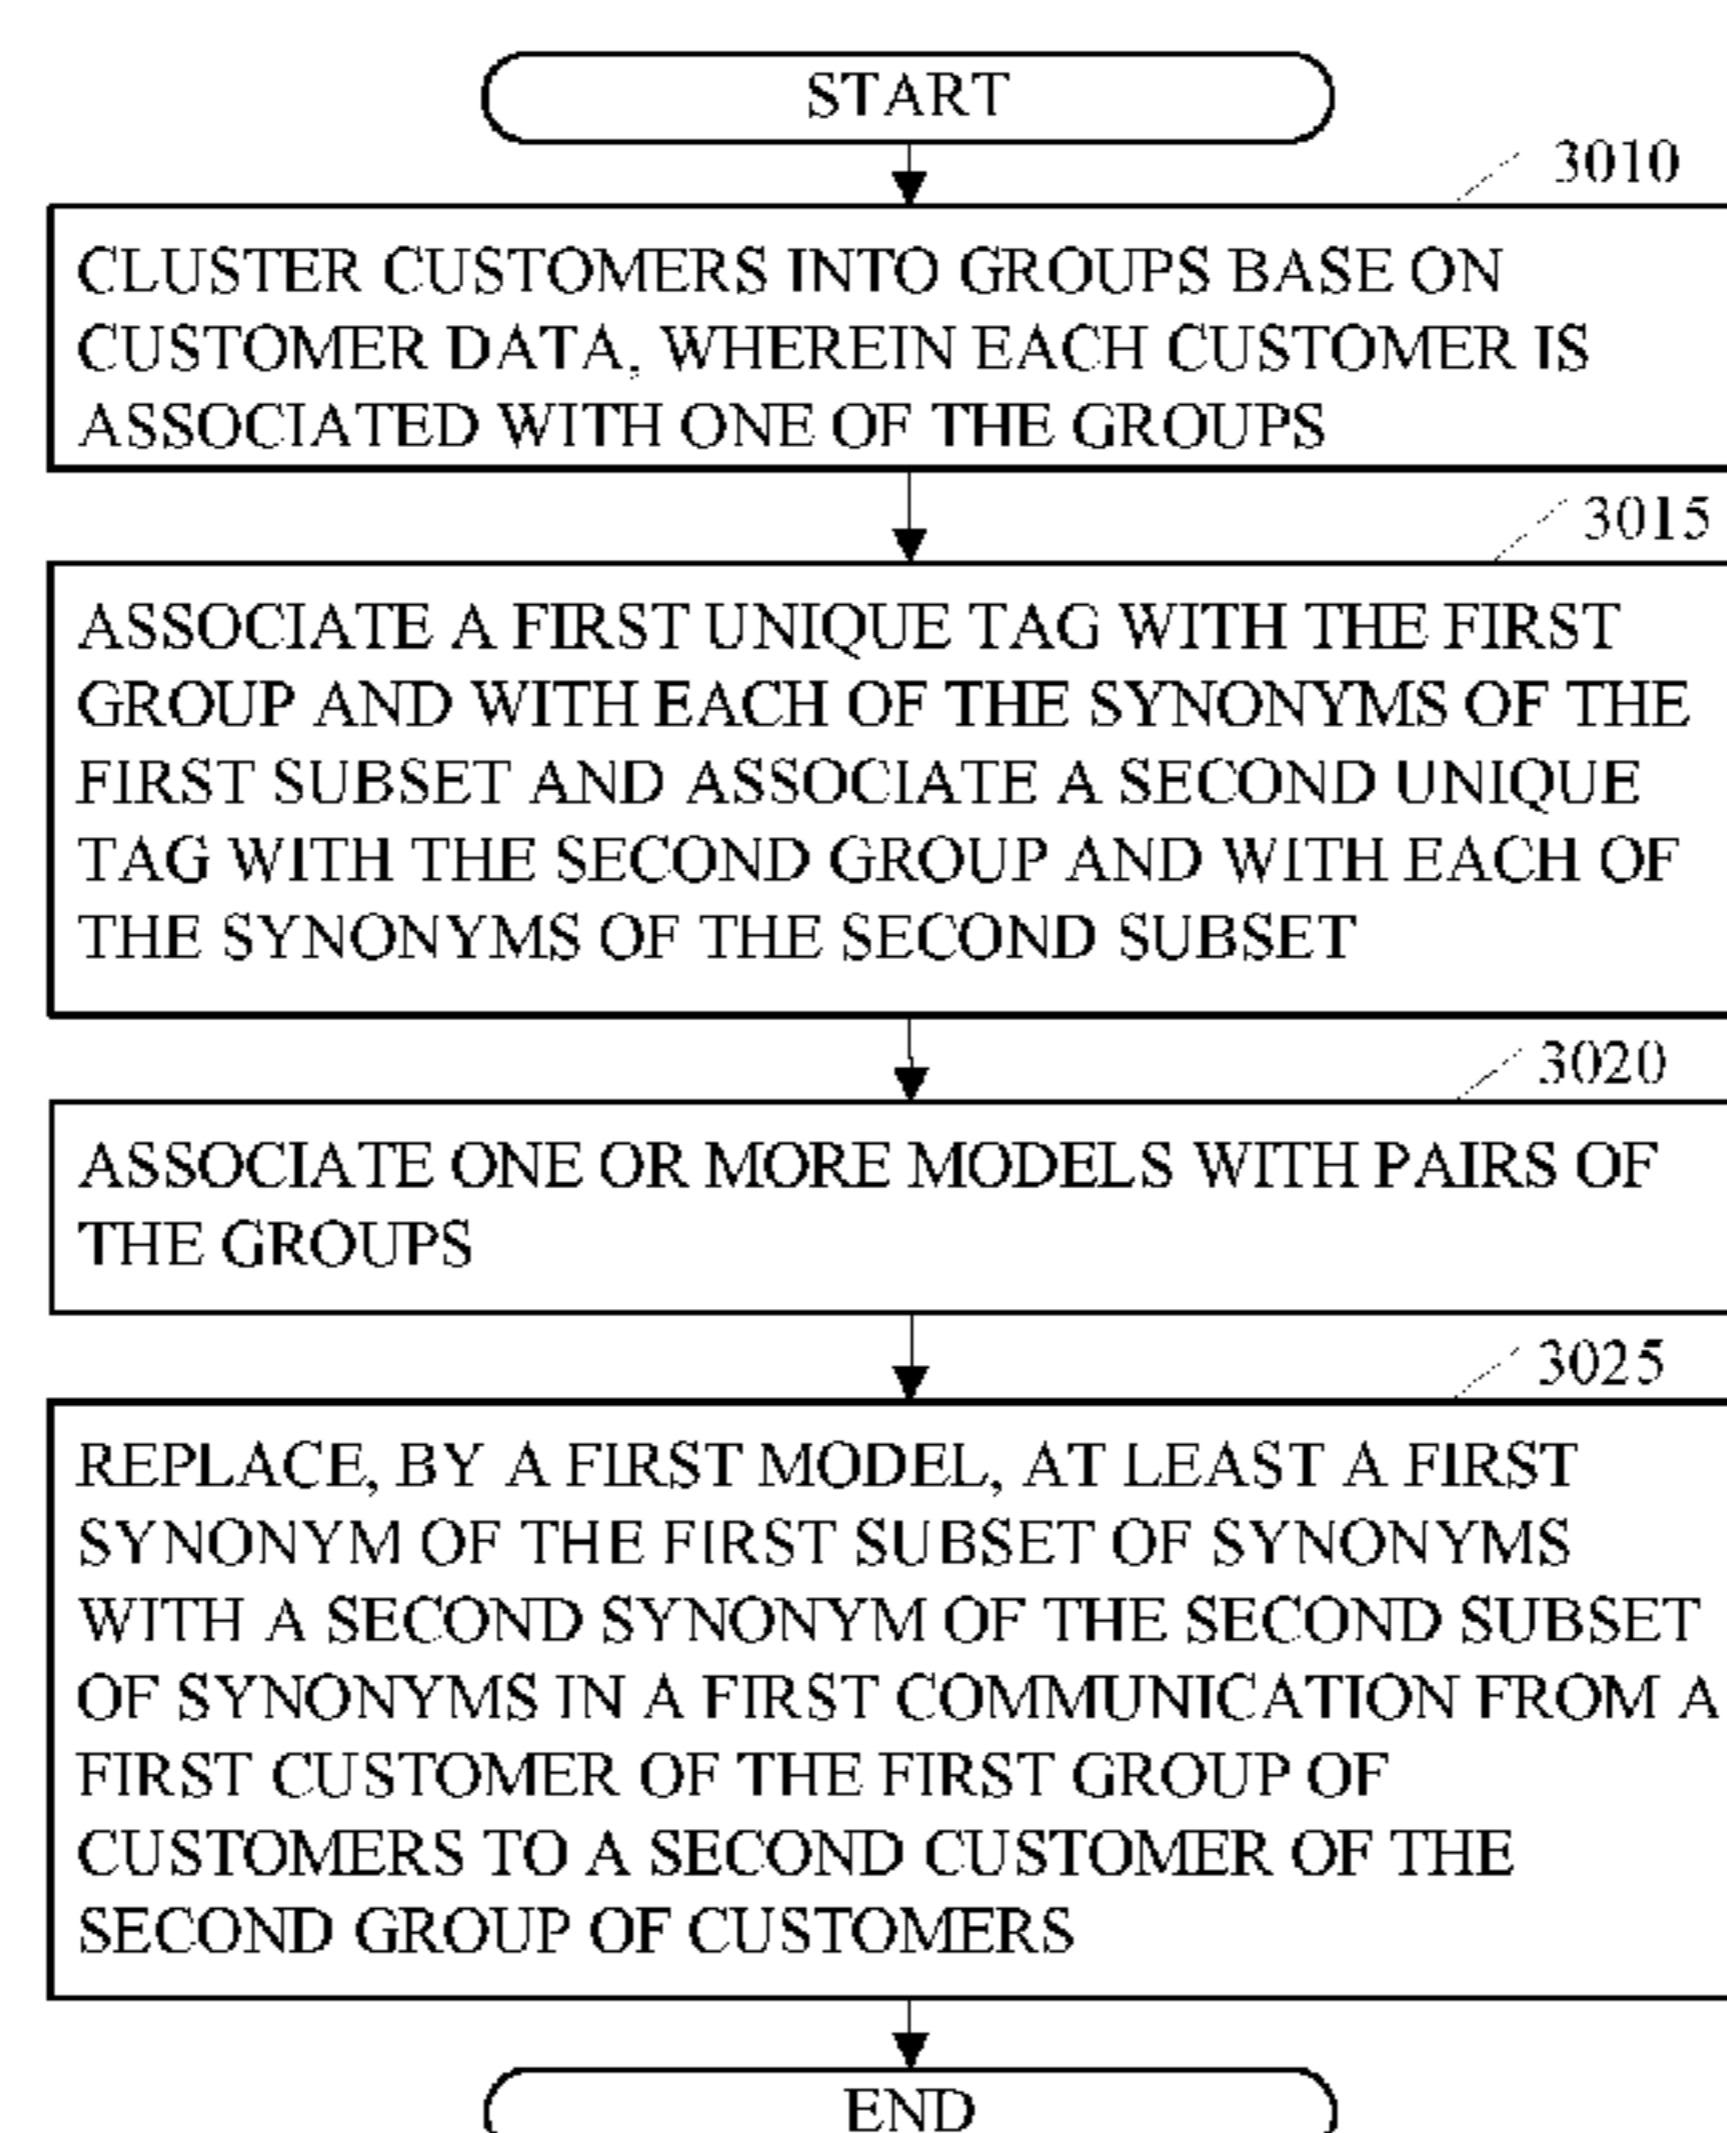 START
3010
CLUSTER CUSTOMERS INTO GROUPS BASE ON
CUSTOMER DATA, WHEREIN EACH CUSTOMER IS
ASSOCIATED WITH ONE OF THE GROUPS
3015
ASSOCIATE A FIRST UNIQUE TAG WITH THE FIRST
GROUP AND WITH EACH OF THE SYNONYMS OF THE
FIRST SUBSET AND ASSOCIATE A SECOND UNIQUE
TAG WITH THE SECOND GROUP AND WITH EACH OF
THE SYNONYMS OF THE SECOND SUBSET
3020
ASSOCIATE ONE OR MORE MODELS WITH PAIRS OF
THE GROUPS
3025
REPLACE, BY A FIRST MODEL, AT LEAST A FIRST
SYNONYM OF THE FIRST SUBSET OF SYNONYMS
WITH A SECOND SYNONYM OF THE SECOND SUBSET
OF SYNONYMS IN A FIRST COMMUNICATION FROM A
FIRST CUSTOMER OF THE FIRST GROUP OF
CUSTOMERS TO A SECOND CUSTOMER OF THE
SECOND GROUP OF CUSTOMERS
END